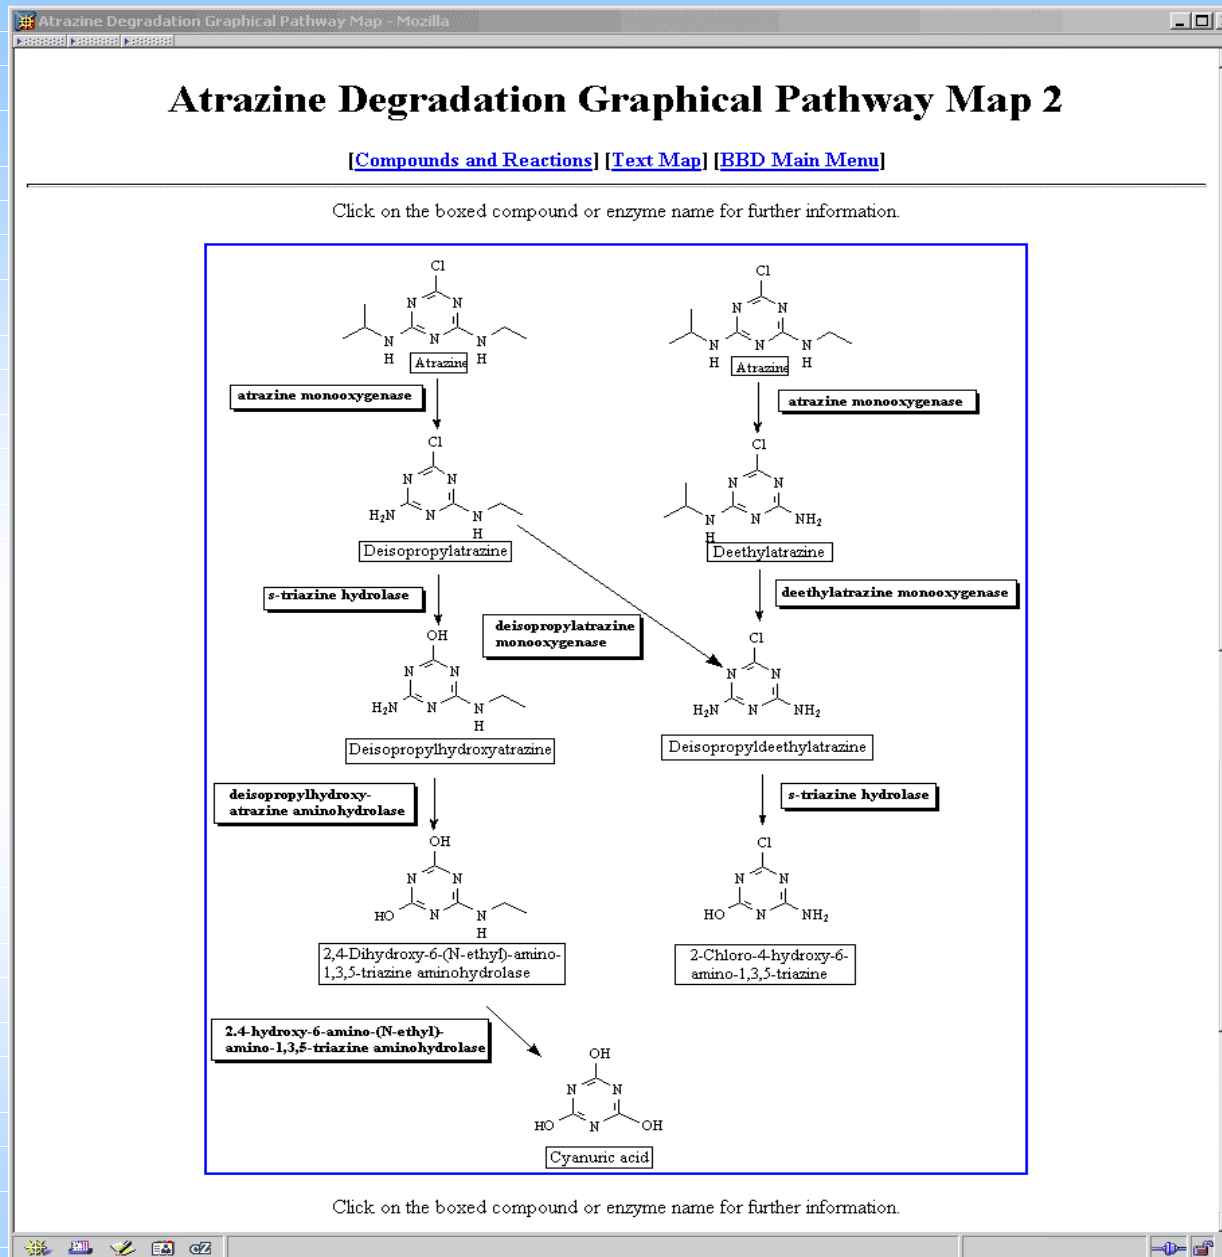 Atrazine Degradation Graphical Pathway Map - Mozilla
Atrazine Degradation Graphical Pathway Map 2
[Compounds and Reactions] [Text Map] [BBD Main Menu]
Click on the boxed compound or enzyme name for further information.
Cl
N N
N
N
H
N
H
Atrazine
Cl
N N
N
N
H
N
H
Atrazine
atrazine monooxygenase
atrazine monooxygenase
Cl
N N
H₂N N N
H
Deisopropylatrazine
Cl
N N
N N NH₂
H
Deethylatrazine
s-triazine hydrolase
deethylatrazine monooxygenase
deisopropylatrazine
monooxygenase
OH
N N
H₂N N N
H
Deisopropylhydroxyatrazine
Cl
N N
H₂N N NH₂
Deisopropyldeethylatrazine
deisopropylhydroxy-
atrazine aminohydrolase
s-triazine hydrolase
OH
N N
HO N N
H
2,4-Dihydroxy-6-(N-ethyl)-amino-
1,3,5-triazine aminohydrolase
Cl
N N
HO N NH₂
2-Chloro-4-hydroxy-6-
amino-1,3,5-triazine
2.4-hydroxy-6-amino-(N-ethyl)-
amino-1,3,5-triazine aminohydrolase
OH
N N
HO N OH
Cyanuric acid
Click on the boxed compound or enzyme name for further information.